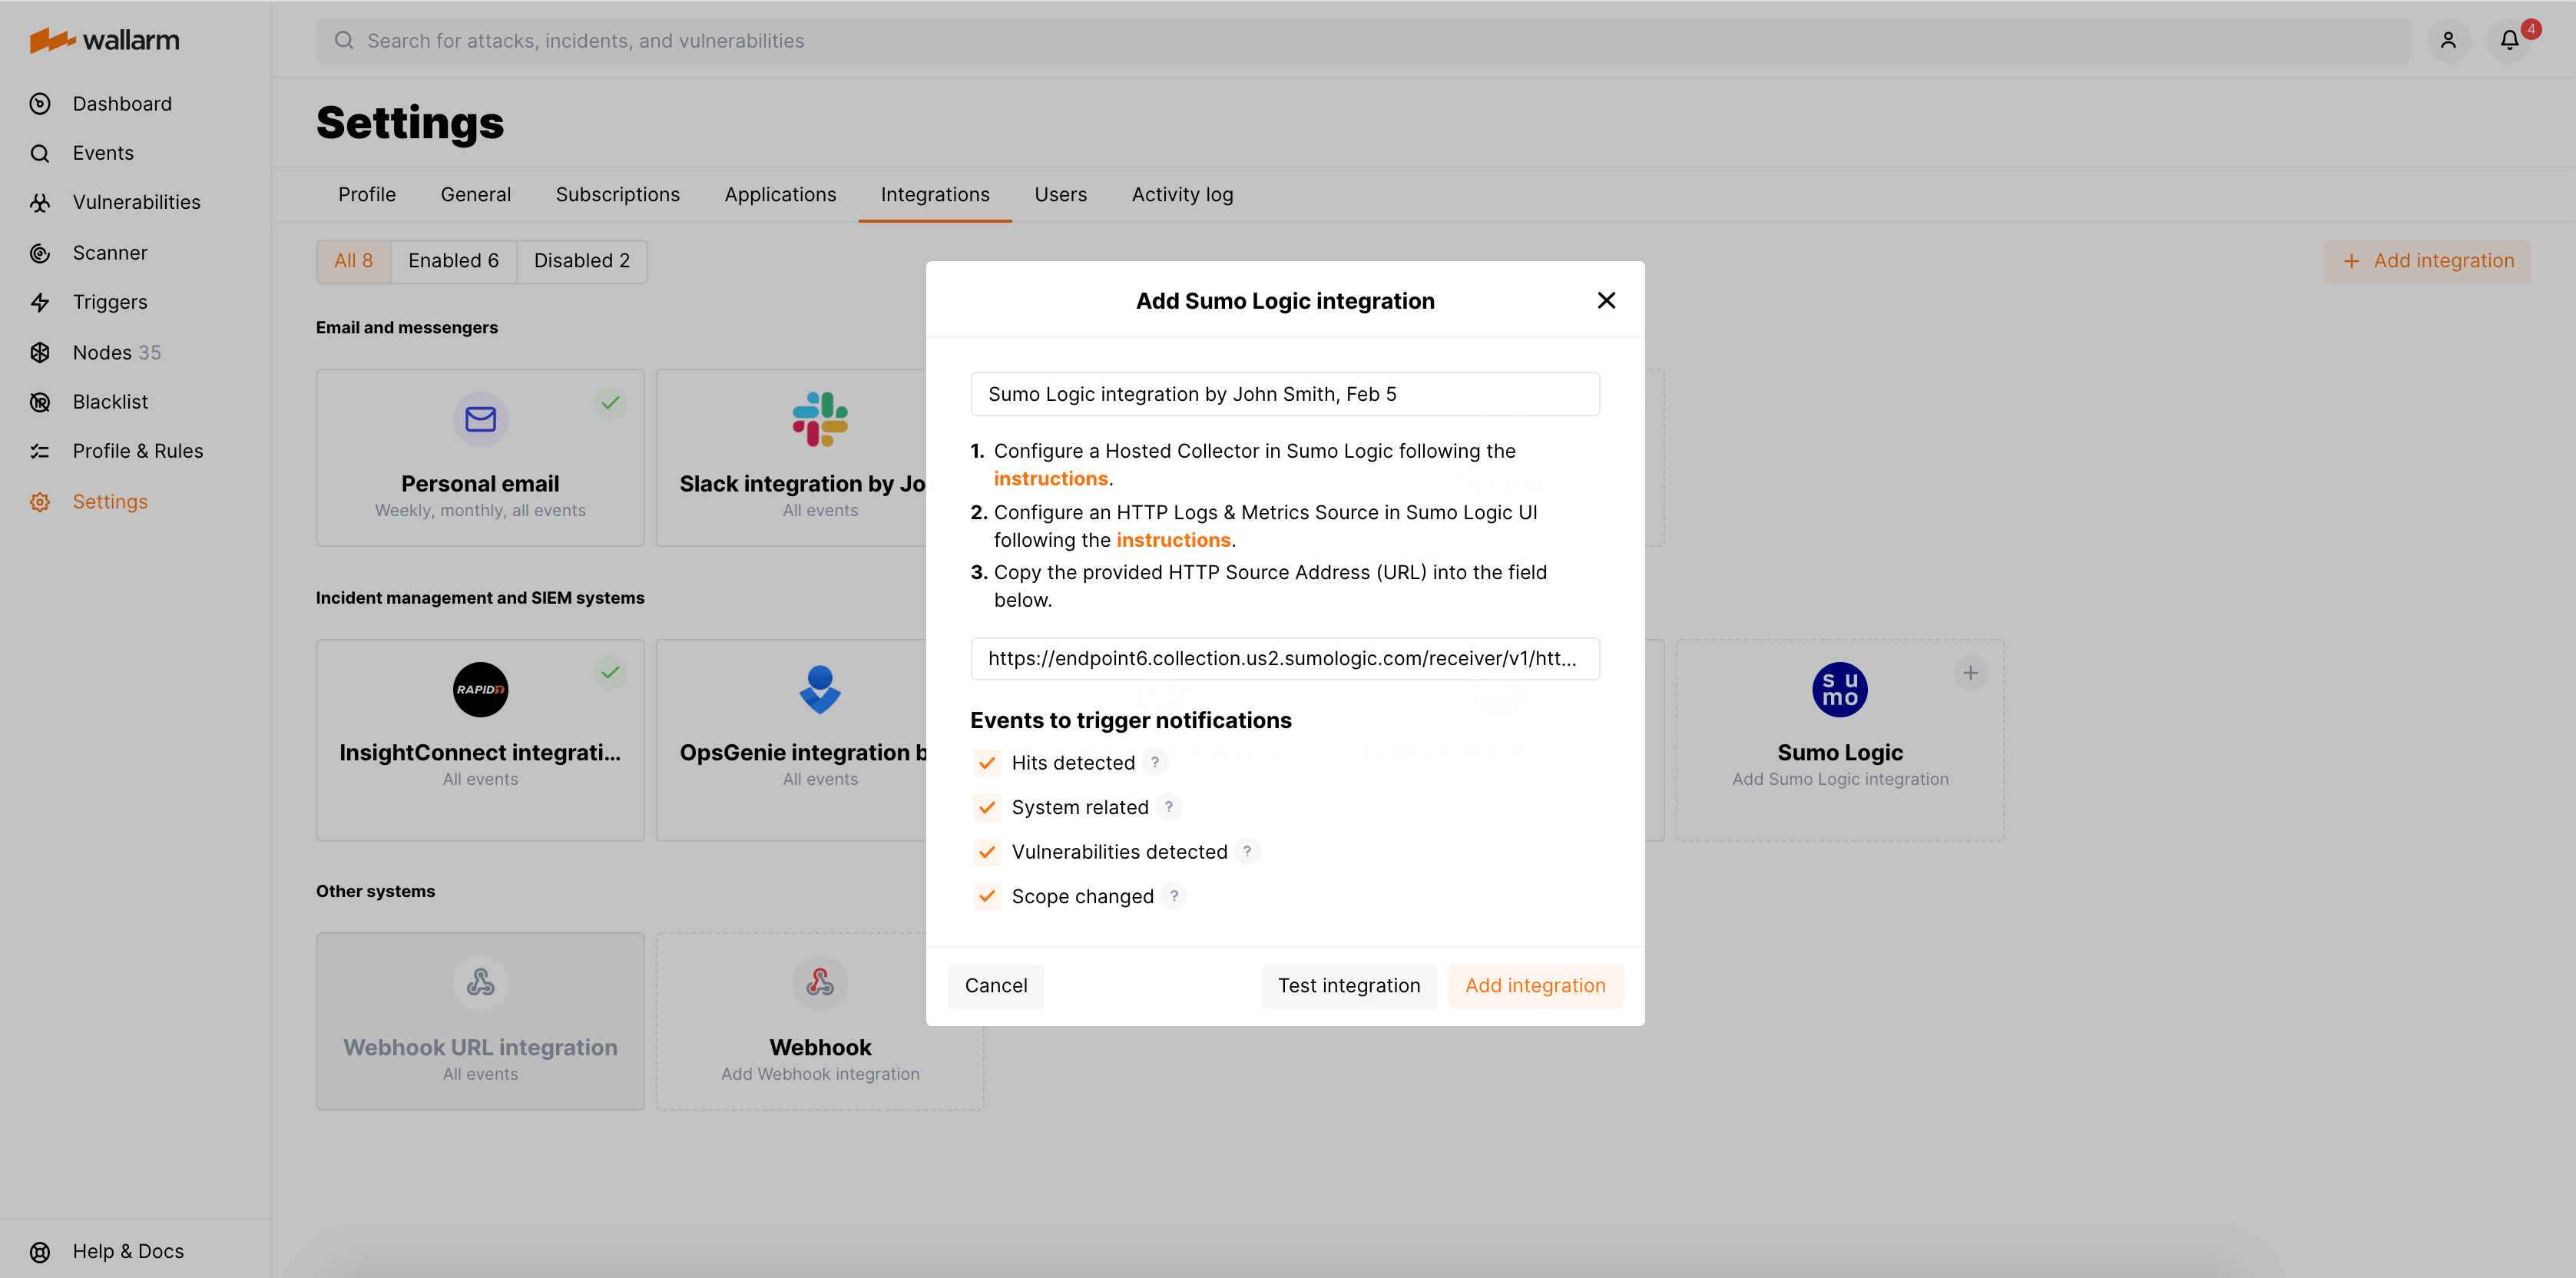 wallarm
Search for attacks, incidents, and vulnerabilities
4
Dashboard
Events
Vulnerabilities
Scanner
Triggers
Nodes 35
Blacklist
Profile & Rules
Settings
Help & Docs
Settings
Profile
General
Subscriptions
Applications
Integrations
Users
Activity log
All 8
Enabled 6
Disabled 2
+ Add integration
Email and messengers
Personal email
Weekly, monthly, all events
Slack integration by Jo
All events
Incident management and SIEM systems
RAPID7
InsightConnect integrati...
All events
OpsGenie integration b
All events
su
mo
Sumo Logic
Add Sumo Logic integration
Other systems
Webhook URL integration
All events
Webhook
Add Webhook integration
Add Sumo Logic integration
Sumo Logic integration by John Smith, Feb 5
1. Configure a Hosted Collector in Sumo Logic following the
instructions.
2. Configure an HTTP Logs & Metrics Source in Sumo Logic UI
following the instructions.
3. Copy the provided HTTP Source Address (URL) into the field
below.
https://endpoint6.collection.us2.sumologic.com/receiver/v1/htt...
Events to trigger notifications
Hits detected ?
System related ?
Vulnerabilities detected ?
Scope changed ?
Cancel
Test integration
Add integration